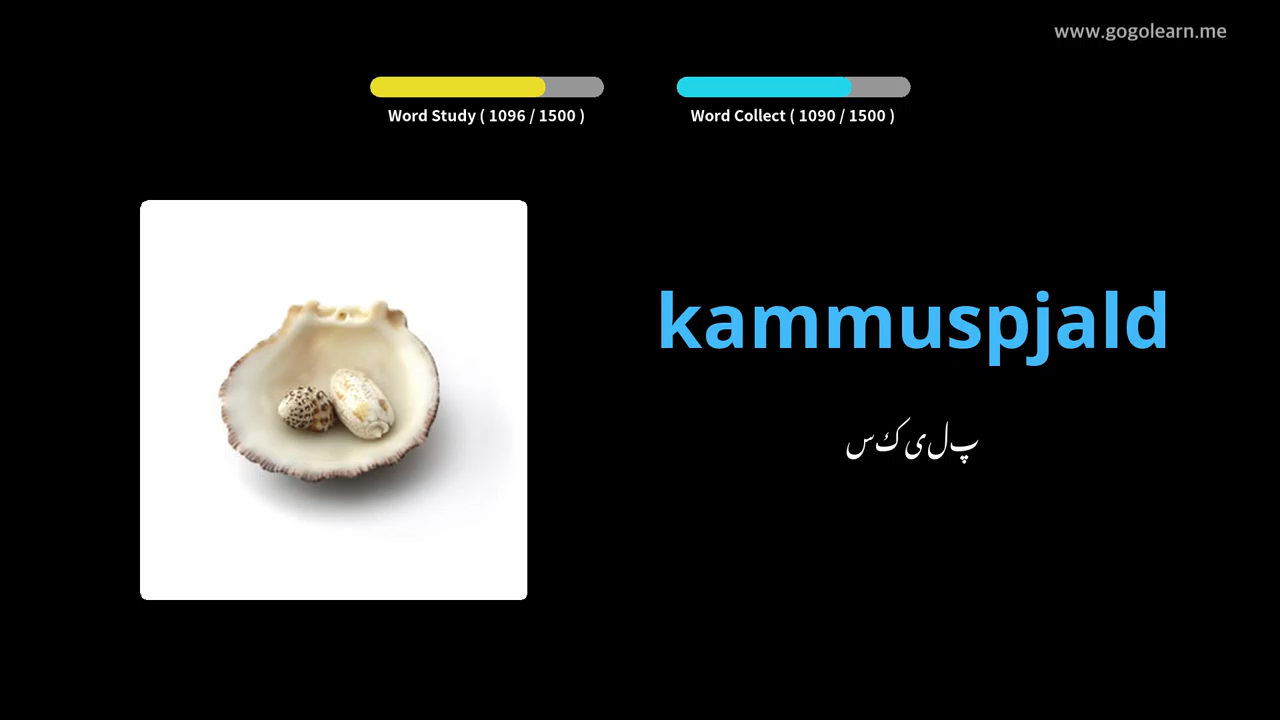 www.gogolearn.me
Word Study ( 1096 / 1500 )
Word Collect ( 1090 / 1500 )
kammuspjald
پ ل ی ک س